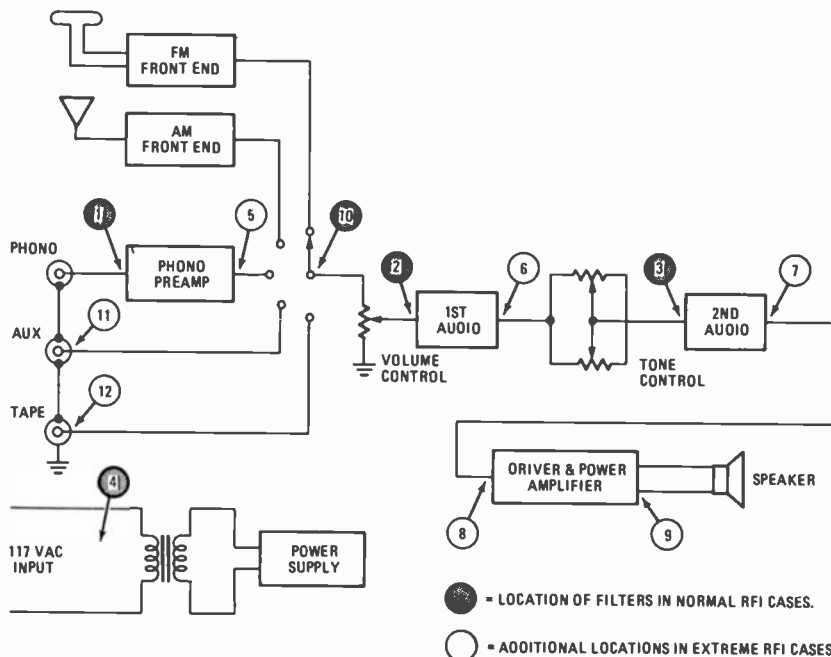 FM
FRONT END
AM
FRONT END
1
5
10
PHONO
PHONO
PREAMP
2
6
3
7
1ST
AUDIO
2ND
AUDIO
AUX
11
VOLUME
CONTROL
TONE
CONTROL
TAPE
12
4
117 VAC
INPUT
POWER
SUPPLY
DRIVER & POWER
AMPLIFIER
SPEAKER
8
9
= LOCATION OF FILTERS IN NORMAL RFI CASES.
= ADDITIONAL LOCATIONS IN EXTREME RFI CASES